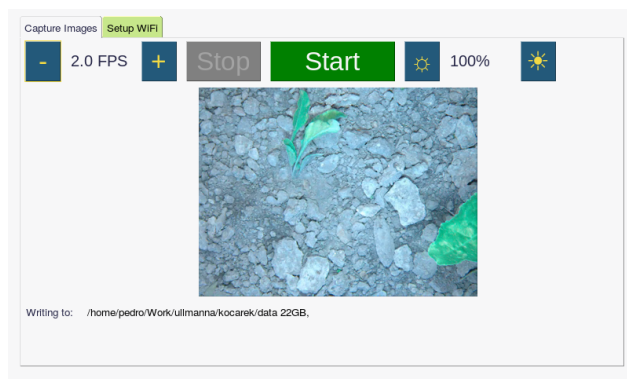 Capture Images Setup WiFi
- 2.0 FPS + Stop Start 100%
Writing to: /home/pedro/Work/ullmanna/kocarek/data 22GB,